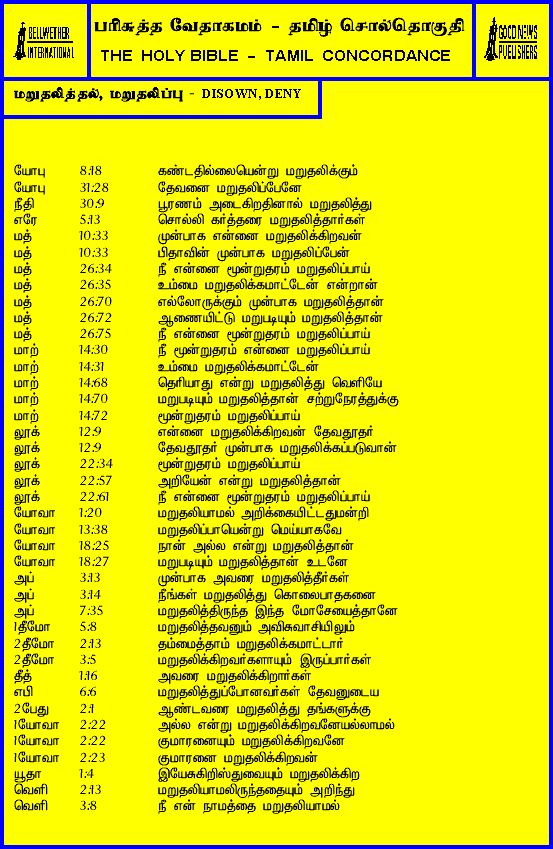 BELLWETHER INTERNATIONAL
பரிசுத்த வேதாகமம் - தமிழ் சொல்தொகுதி
THE HOLY BIBLE - TAMIL CONCORDANCE
GOOD NEWS PUBLISHERS
மறுதலித்தல், மறுதலிப்பு - DISOWN, DENY
யோபு 8:18 கண்டதில்லையென்று மறுதலிக்கும்
யோபு 31:28 தேவனை மறுதலிப்பேனே
நீதி 30:9 பூரணம் அடைகிறதினால் மறுதலித்து
எரே 5:13 சொல்லி கர்த்தரை மறுதலித்தார்கள்
மத் 10:33 முன்பாக என்னை மறுதலிக்கிறவன்
மத் 10:33 பிதாவின் முன்பாக மறுதலிப்பேன்
மத் 26:34 நீ என்னை மூன்றுதரம் மறுதலிப்பாய்
மத் 26:35 உம்மை மறுதலிக்கமாட்டேன் என்றான்
மத் 26:70 எல்லோருக்கும் முன்பாக மறுதலித்தான்
மத் 26:72 ஆணையிட்டு மறுபடியும் மறுதலித்தான்
மத் 26:75 நீ என்னை மூன்றுதரம் மறுதலிப்பாய்
மாற் 14:30 நீ மூன்றுதரம் என்னை மறுதலிப்பாய்
மாற் 14:31 உம்மை மறுதலிக்கமாட்டேன்
மாற் 14:68 தெரியாது என்று மறுதலித்து வெளியே
மாற் 14:70 மறுபடியும் மறுதலித்தான் சற்றுநேரத்துக்கு
மாற் 14:72 மூன்றுதரம் மறுதலிப்பாய்
லூக் 12:9 என்னை மறுதலிக்கிறவன் தேவதூதர்
லூக் 12:9 தேவதூதர் முன்பாக மறுதலிக்கப்படுவான்
லூக் 22:34 மூன்றுதரம் மறுதலிப்பாய்
லூக் 22:57 அறியேன் என்று மறுதலித்தான்
லூக் 22:61 நீ என்னை மூன்றுதரம் மறுதலிப்பாய்
யோவா 1:20 மறுதலியாமல் அறிக்கையிட்டதுமன்றி
யோவா 13:38 மறுதலிப்பாயென்று மெய்யாகவே
யோவா 18:25 நான் அல்ல என்று மறுதலித்தான்
யோவா 18:27 மறுபடியும் மறுதலித்தான் உடனே
அப் 3:13 முன்பாக அவரை மறுதலித்தீர்கள்
அப் 3:14 நீங்கள் மறுதலித்து கொலைபாதகனை
அப் 7:35 மறுதலித்திருந்த இந்த மோசேயைத்தானே
1தீமோ 5:8 மறுதலித்தவனும் அவிசுவாசியிலும்
2தீமோ 2:13 தம்மைத்தாம் மறுதலிக்கமாட்டார்
2தீமோ 3:5 மறுதலிக்கிறவர்களாயும் இருப்பார்கள்
தீத் 1:16 அவரை மறுதலிக்கிறார்கள்
எபி 6:6 மறுதலித்துப்போனவர்கள் தேவனுடைய
2பேது 2:1 ஆண்டவரை மறுதலித்து தங்களுக்கு
1யோவா 2:22 அல்ல என்று மறுதலிக்கிறவனேயல்லாமல்
1யோவா 2:22 குமாரனையும் மறுதலிக்கிறவனே
1யோவா 2:23 குமாரனை மறுதலிக்கிறவன்
யூதா 1:4 இயேசுகிறிஸ்துவையும் மறுதலிக்கிற
வெளி 2:13 மறுதலியாமலிருந்ததையும் அறிந்து
வெளி 3:8 நீ என் நாமத்தை மறுதலியாமல்